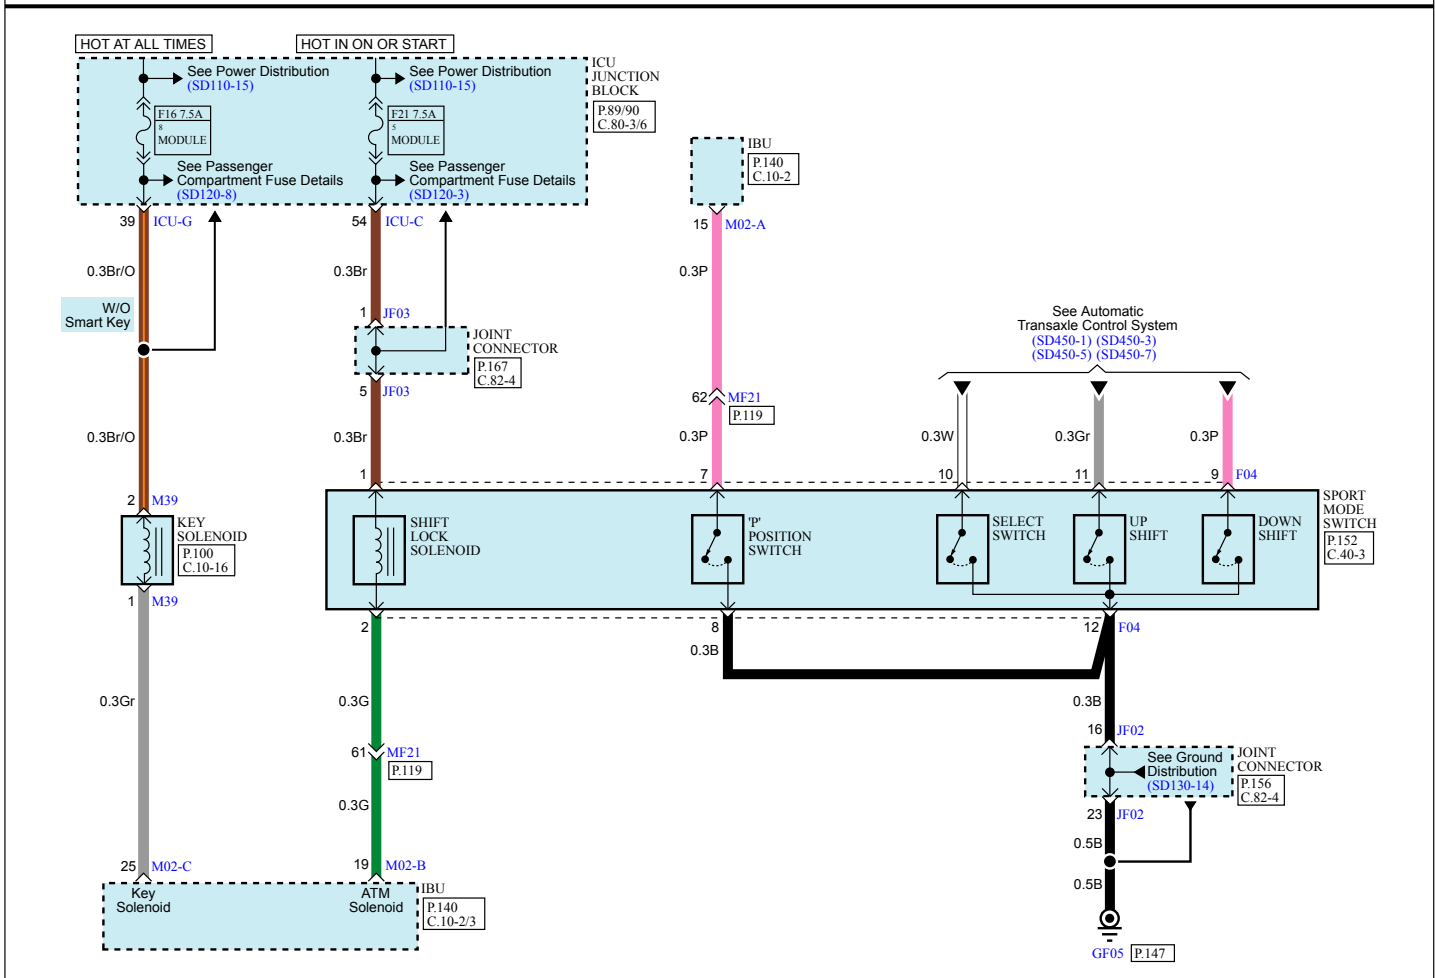 HOT AT ALL TIMES
HOT IN ON OR START
See Power Distribution
(SD110-15)
See Power Distribution
(SD110-15)
ICU
JUNCTION
BLOCK
P.89/90
C.80-3/6
F16 7.5A
8
MODULE
F21 7.5A
5
MODULE
See Passenger
Compartment Fuse Details
(SD120-8)
See Passenger
Compartment Fuse Details
(SD120-3)
IBU
P.140
C.10-2
39
ICU-G
54
ICU-C
15
M02-A
0.3Br/O
0.3Br
0.3P
W/O
Smart Key
1
JF03
JOINT
CONNECTOR
P.167
C.82-4
5
JF03
See Automatic
Transaxle Control System
(SD450-1) (SD450-3)
(SD450-5) (SD450-7)
62
MF21
P.119
0.3Br/O
0.3Br
0.3P
0.3W
0.3Gr
0.3P
1
7
10
11
9
F04
2
M39
KEY
SOLENOID
P.100
C.10-16
SHIFT
LOCK
SOLENOID
'P'
POSITION
SWITCH
SELECT
SWITCH
UP
SHIFT
DOWN
SHIFT
SPORT
MODE
SWITCH
P.152
C.40-3
1
M39
2
8
12
F04
0.3B
0.3Gr
0.3G
0.3B
16
JF02
61
MF21
P.119
See Ground
Distribution
(SD130-14)
JOINT
CONNECTOR
P.156
C.82-4
0.3G
23
JF02
0.5B
25
M02-C
19
M02-B
0.5B
Key
Solenoid
ATM
Solenoid
IBU
P.140
C.10-2/3
GF05
P.147